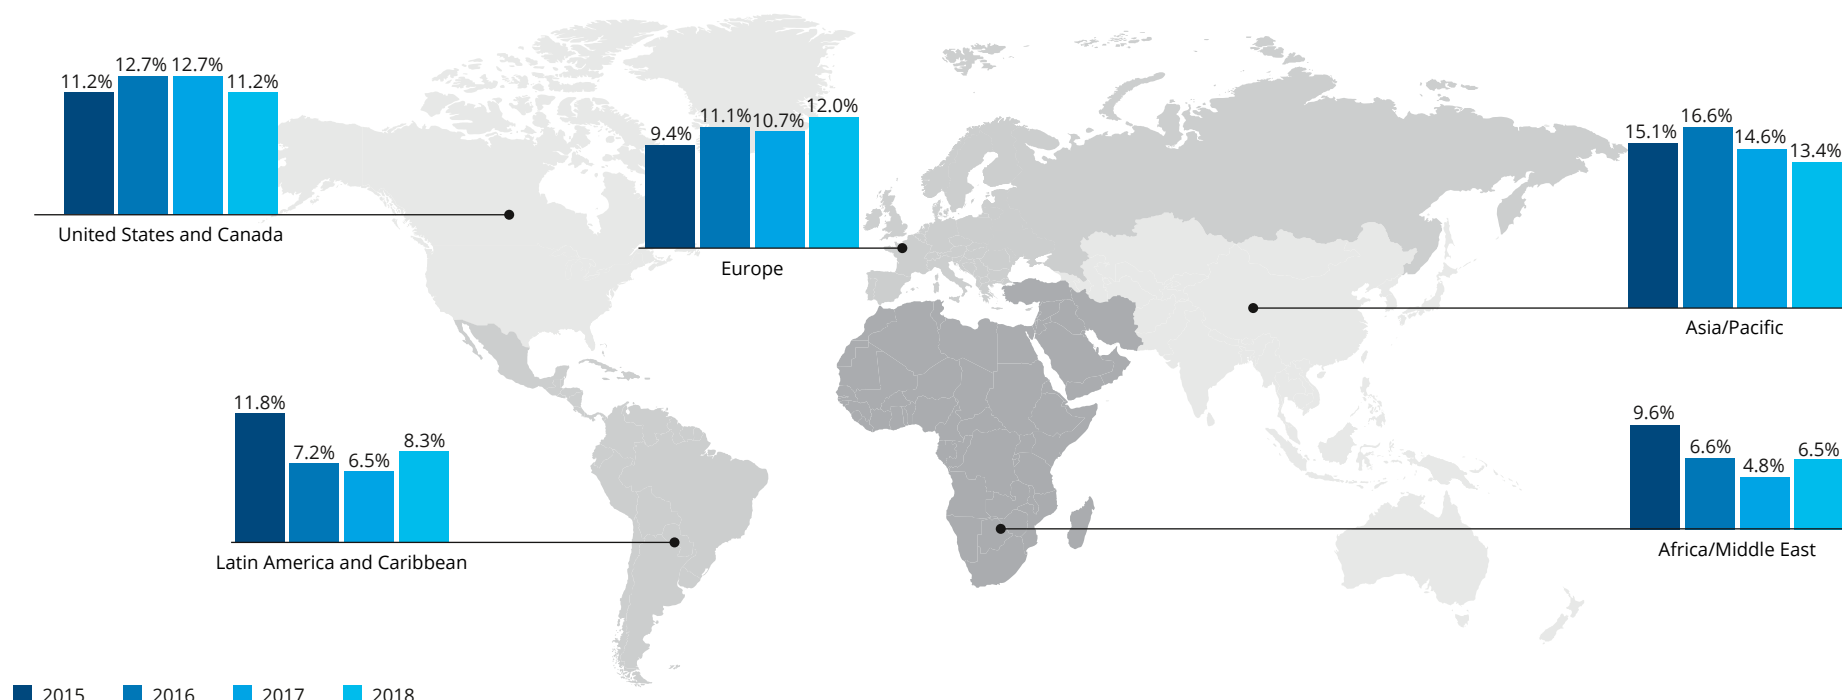 11.2% 12.7% 12.7% 11.2%
United States and Canada
9.4% 11.1% 10.7% 12.0%
Europe
15.1% 16.6% 14.6% 13.4%
Asia/Pacific
11.8% 7.2% 6.5% 8.3%
Latin America and Caribbean
9.6% 6.6% 4.8% 6.5%
Africa/Middle East
2015 2016 2017 2018